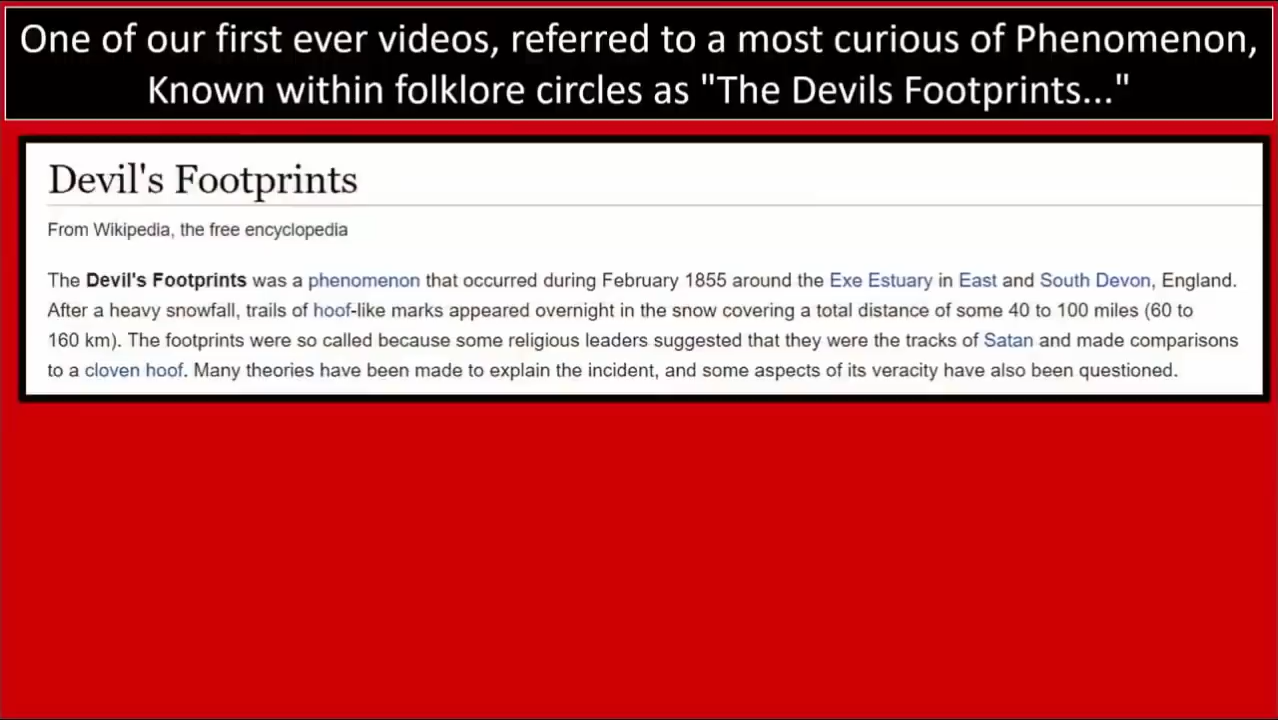 One of our first ever videos, referred to a most curious of Phenomenon,
Known within folklore circles as "The Devils Footprints..."
Devil's Footprints
From Wikipedia, the free encyclopedia
The Devil's Footprints was a phenomenon that occurred during February 1855 around the Exe Estuary in East and South Devon, England.
After a heavy snowfall, trails of hoof-like marks appeared overnight in the snow covering a total distance of some 40 to 100 miles (60 to
160 km). The footprints were so called because some religious leaders suggested that they were the tracks of Satan and made comparisons
to a cloven hoof. Many theories have been made to explain the incident, and some aspects of its veracity have also been questioned.